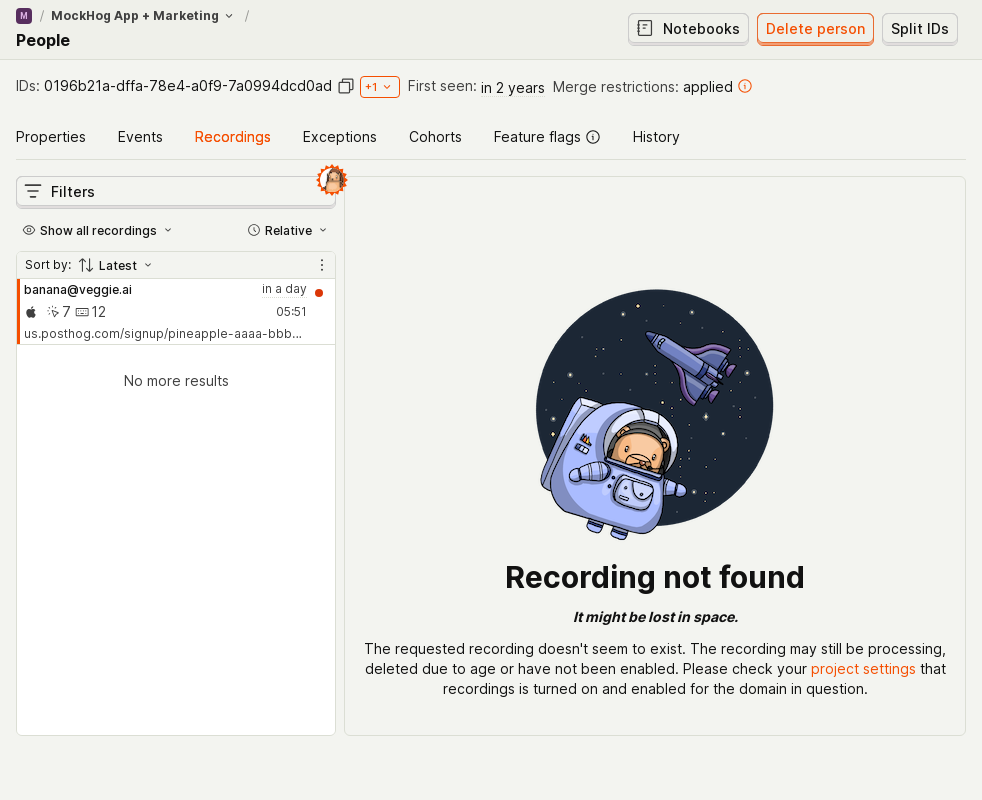 M / MockHog App + Marketing /
People
Notebooks Delete person Split IDs
IDs: 0196b21a-dffa-78e4-a0f9-7a0994dcd0ad +1 First seen: in 2 years Merge restrictions: applied
Properties Events Recordings Exceptions Cohorts Feature flags History
Filters
Show all recordings Relative
Sort by: Latest
banana@veggie.ai in a day
7 12 05:51
us.posthog.com/signup/pineapple-aaaa-bbb...
No more results
Recording not found
It might be lost in space.
The requested recording doesn't seem to exist. The recording may still be processing,
deleted due to age or have not been enabled. Please check your project settings that
recordings is turned on and enabled for the domain in question.